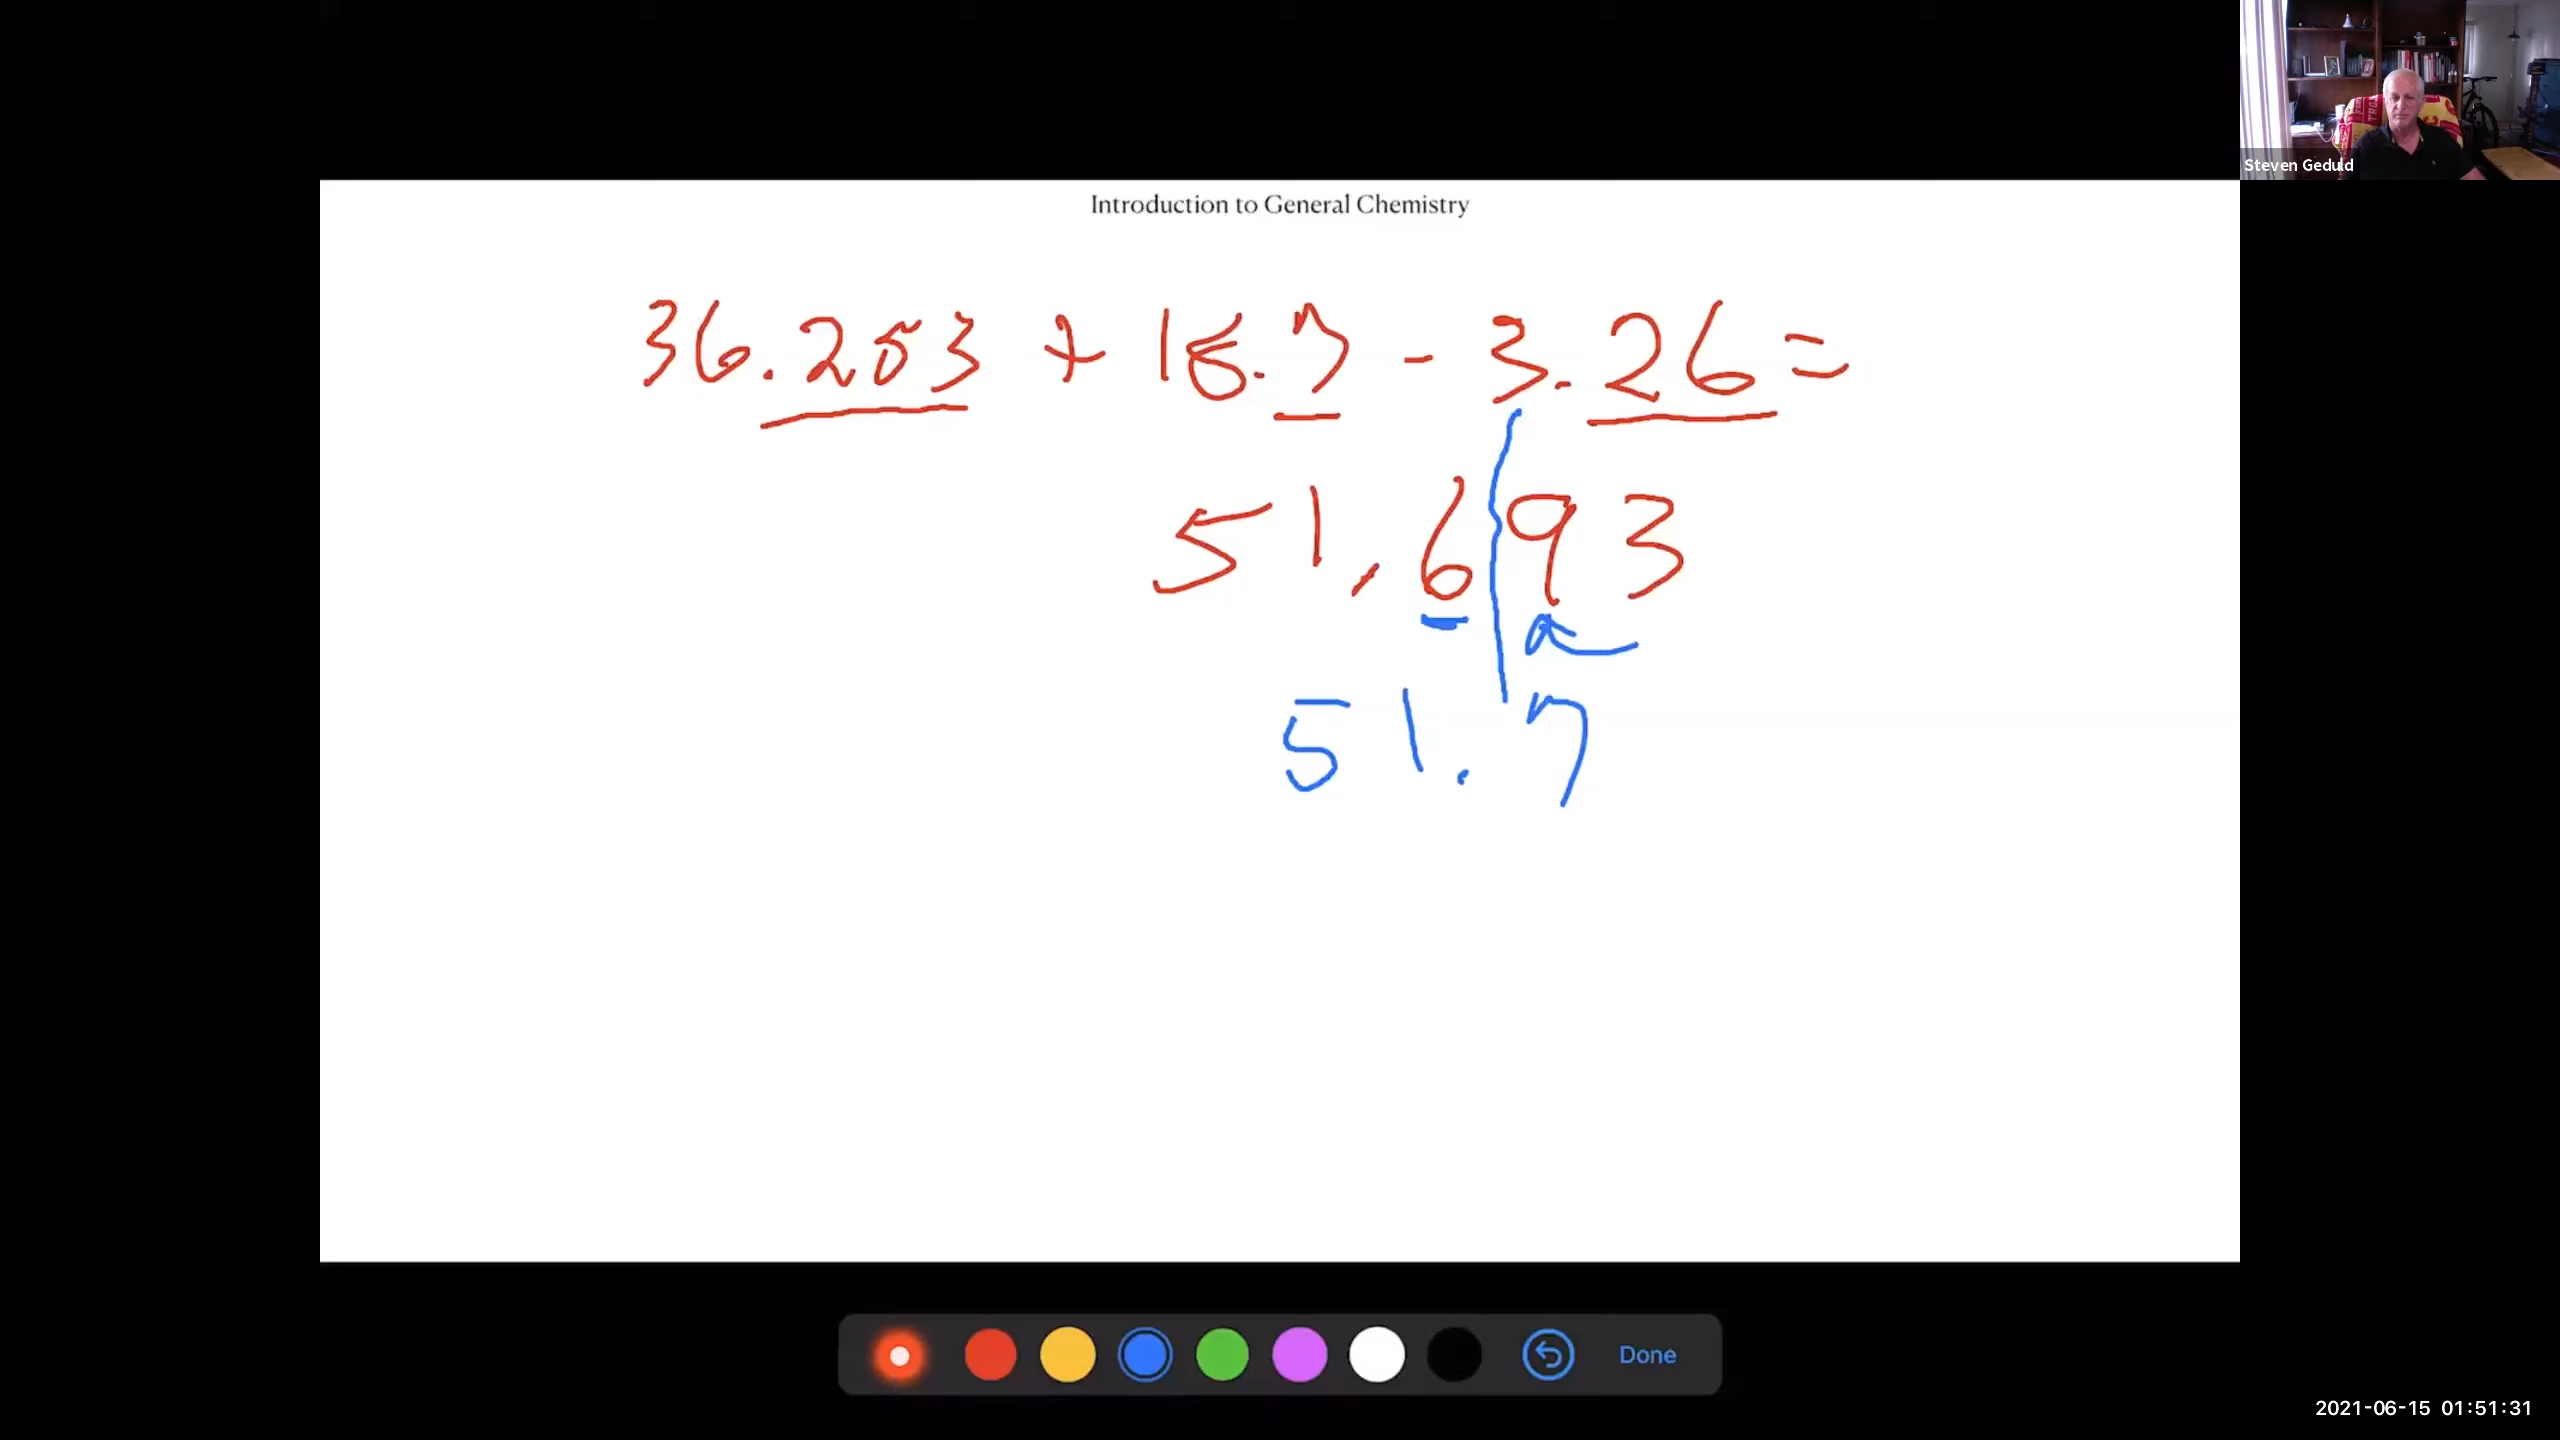 Steven Geduld
Introduction to General Chemistry
36.253 + 18.7 - 3.26 =
51,693
51.7
Done
2021-06-15 01:51:31